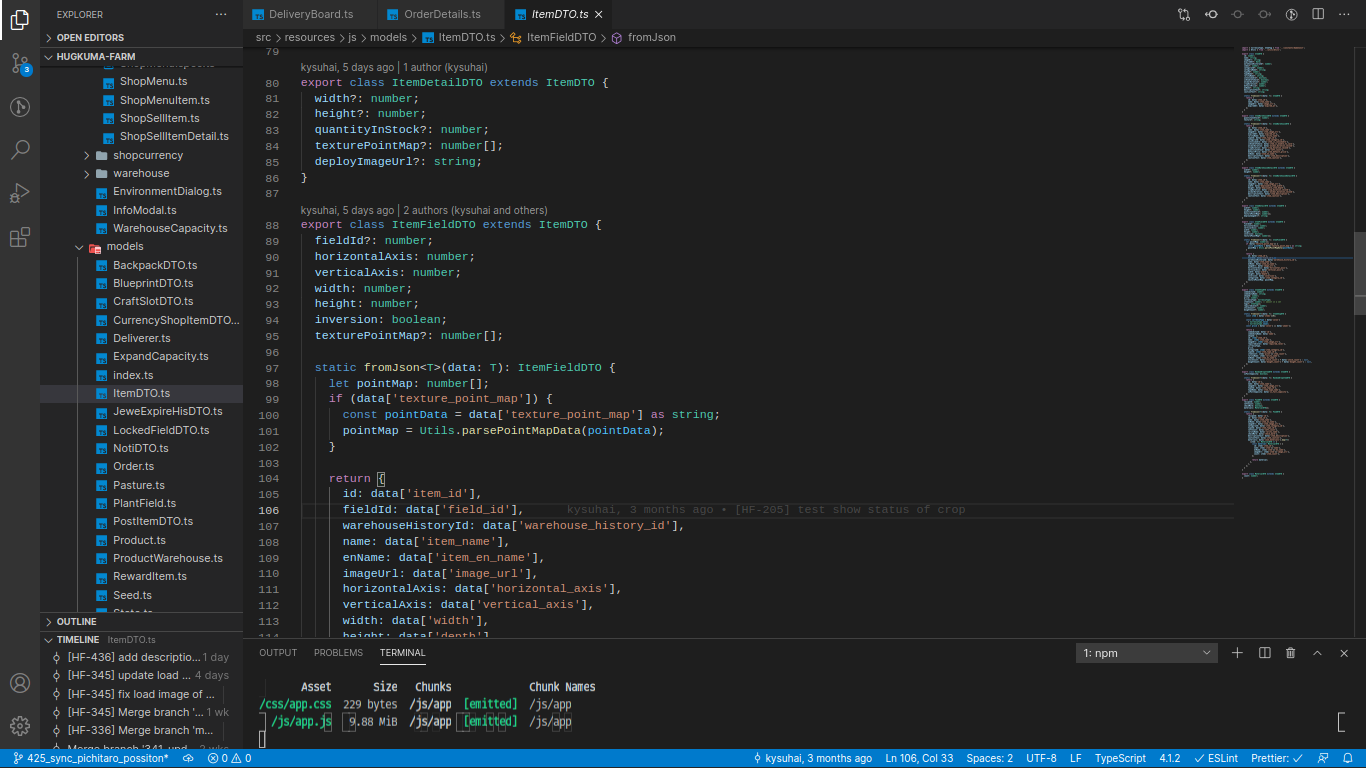 EXPLORER
OPEN EDITORS
HUGKUMA-FARM
ShopMenu.ts
ShopMenuItem.ts
ShopSellItem.ts
ShopSellItemDetail.ts
shopcurrency
warehouse
EnvironmentDialog.ts
InfoModal.ts
WarehouseCapacity.ts
models
BackpackDTO.ts
BlueprintDTO.ts
CraftSlotDTO.ts
CurrencyShopItemDTO...
Deliverer.ts
ExpandCapacity.ts
index.ts
ItemDTO.ts
JeweExpireHisDTO.ts
LockedFieldDTO.ts
NotiDTO.ts
Order.ts
Pasture.ts
PlantField.ts
PostItemDTO.ts
Product.ts
ProductWarehouse.ts
RewardItem.ts
Seed.ts
OUTLINE
TIMELINE ItemDTO.ts
[HF-436] add descriptio... 1 day
[HF-345] update load ... 4 days
[HF-345] fix load image of ...
[HF-345] Merge branch '... 1 wk
[HF-336] Merge branch 'm...
Merge branch '341_upd... 2 wks
3
DeliveryBoard.ts OrderDetails.ts ItemDTO.ts
src > resources > js > models > ItemDTO.ts > ItemFieldDTO > fromJson
79
kysuhai, 5 days ago | 1 author (kysuhai)
80 export class ItemDetailDTO extends ItemDTO {
81 width?: number;
82 height?: number;
83 quantityInStock?: number;
84 texturePointMap?: number[];
85 deployImageUrl?: string;
86 }
87
kysuhai, 5 days ago | 2 authors (kysuhai and others)
88 export class ItemFieldDTO extends ItemDTO {
89 fieldId?: number;
90 horizontalAxis: number;
91 verticalAxis: number;
92 width: number;
93 height: number;
94 inversion: boolean;
95 texturePointMap?: number[];
96
97 static fromJson<T>(data: T): ItemFieldDTO {
98 let pointMap: number[];
99 if (data['texture_point_map']) {
100 const pointData = data['texture_point_map'] as string;
101 pointMap = Utils.parsePointMapData(pointData);
102 }
103
104 return {
105 id: data['item_id'],
106 fieldId: data['field_id'], kysuhai, 3 months ago • [HF-205] test show status of crop
107 warehouseHistoryId: data['warehouse_history_id'],
108 name: data['item_name'],
109 enName: data['item_en_name'],
110 imageUrl: data['image_url'],
111 horizontalAxis: data['horizontal_axis'],
112 verticalAxis: data['vertical_axis'],
113 width: data['width'],
114 height: data['depth'],
OUTPUT PROBLEMS TERMINAL 1: npm
Asset Size Chunks Chunk Names
/css/app.css 229 bytes /js/app [emitted] /js/app
/js/app.js 9.88 MiB /js/app [emitted] /js/app
425_sync_pichitaro_possiton* 0 0 kysuhai, 3 months ago Ln 106, Col 33 Spaces: 2 UTF-8 LF TypeScript 4.1.2 ESLint Prettier: